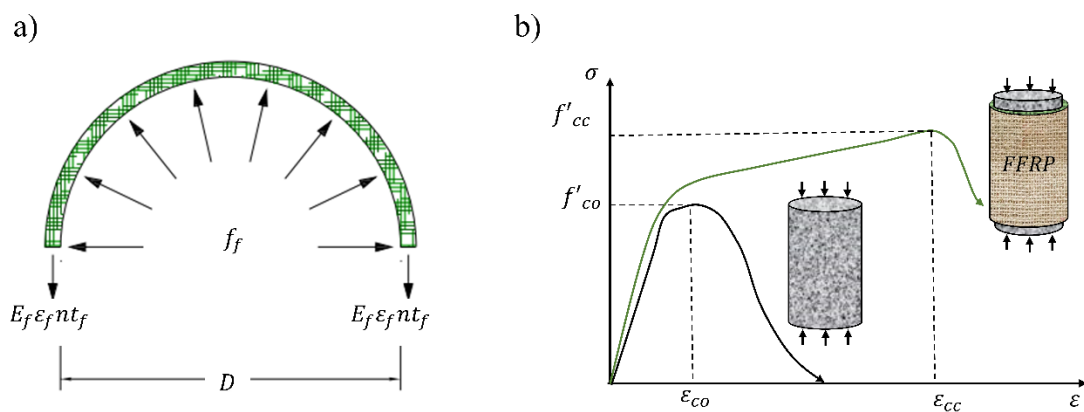 a)
f_f
E_f ε_f n t_f
E_f ε_f n t_f
D
b)
σ
f'_cc
f'_co
FFRP
ε_co
ε_cc
ε